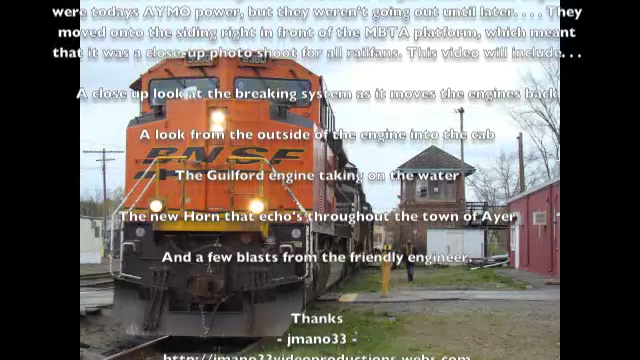 were todays AYMO power, but they weren't going out until later. . . . They
moved onto the siding right in front of the MBTA platform, which meant
that it was a close-up photo shoot for all railfans. This video will include. . .
A close up look at the breaking system as it moves the engines back
A look from the outside of the engine into the cab
BNSF
The Guilford engine taking on the water
The new Horn that echo's throughout the town of Ayer
And a few blasts from the friendly engineer.
Thanks
- jmano33 -
http://jmano33videoproductions.webs.com